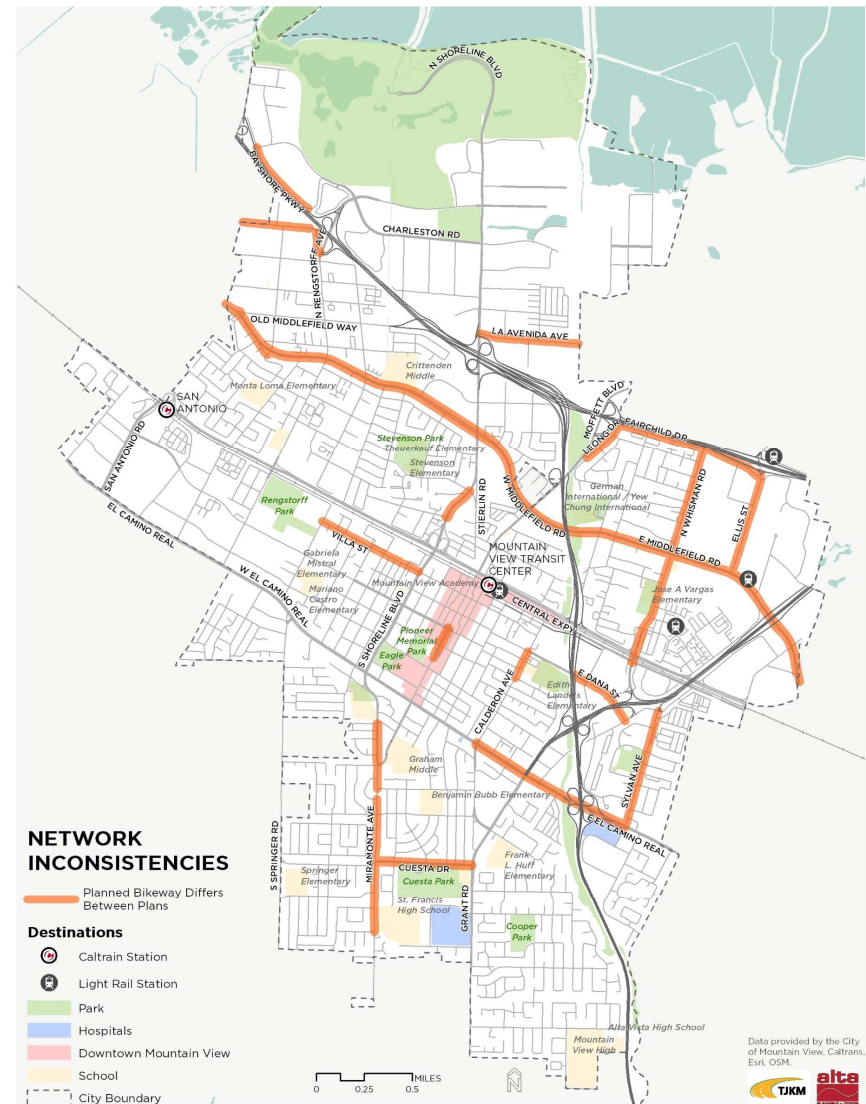 N SHORELINE BLVD
BAYSHORE PKWY
CHARLESTON RD
N RENGSTORFF AVE
OLD MIDDLEFIELD WAY
LA AVENIDA AVE
Crittenden
Middle
Monta Loma Elementary
SAN
ANTONIO
MOFFETT BLVD
LEONG DR
FAIRCHILD DR
Stevenson Park
Theuerkauf Elementary
Stevenson
Elementary
SAN ANTONIO RD
STIERLIN RD
W MIDDLEFIELD RD
German
International / Yew
Chung International
N WHISMAN RD
ELLIS ST
Rengstorff
Park
EL CAMINO REAL
VILLA ST
E MIDDLEFIELD RD
MOUNTAIN
VIEW TRANSIT
CENTER
Gabriela
Mistral
Elementary
Mountain View Academy
Mariano
Castro
Elementary
W EL CAMINO REAL
CENTRAL EXPY
Jose A Vargas
Elementary
S SHORELINE BLVD
Pioneer
Memorial
Park
Eagle
Park
CALDERON AVE
Edith
Landels
Elementary
E DANA ST
Graham
Middle
Benjamin Bubb Elementary
SYLVAN AVE
E EL CAMINO REAL
S SPRINGER RD
MIRAMONTE AVE
Springer
Elementary
CUESTA DR
Cuesta Park
St. Francis
High School
GRANT RD
Frank
L. Huff
Elementary
Cooper
Park
Alta Vista High School
Mountain
View High
NETWORK
INCONSISTENCIES
Planned Bikeway Differs
Between Plans
Destinations
Caltrain Station
Light Rail Station
Park
Hospitals
Downtown Mountain View
School
City Boundary
0 0.25 0.5 MILES
N
Data provided by the City
of Mountain View, Caltrans,
Esri, OSM.
TJKM
alta